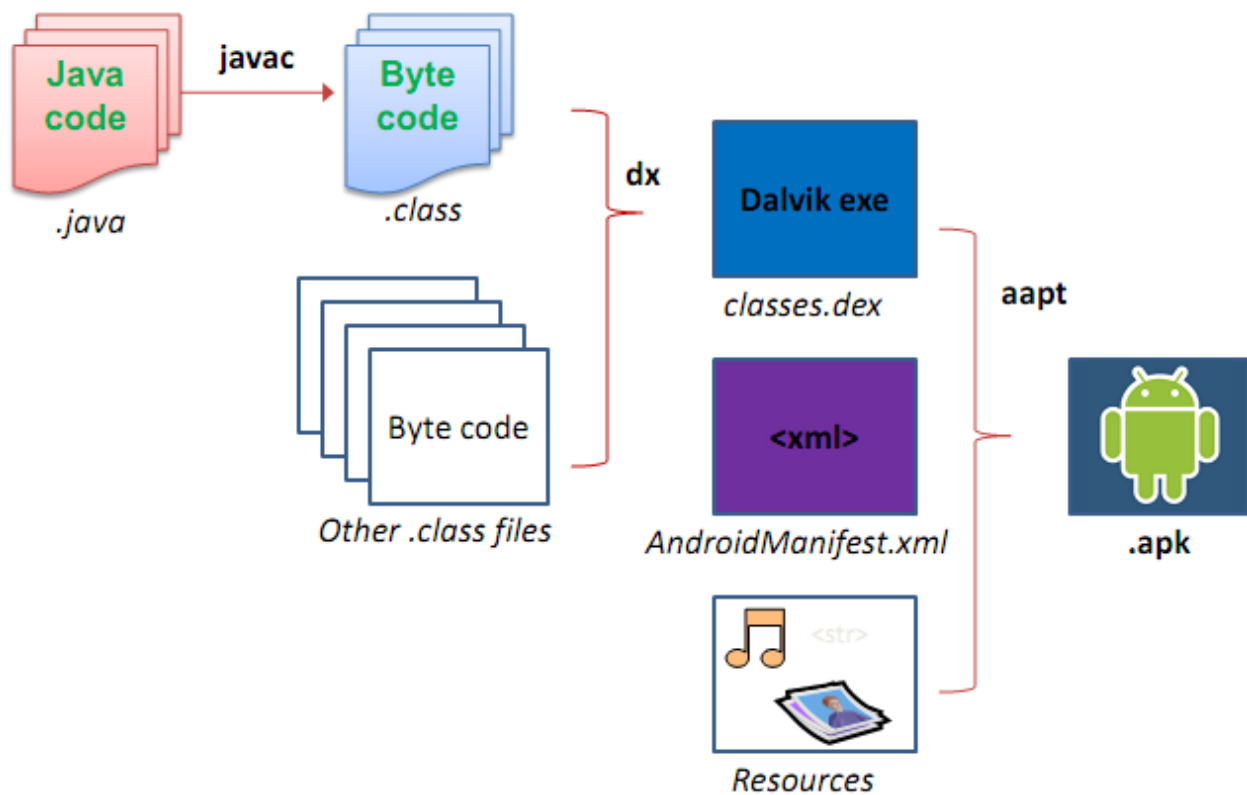 Java
code
.java
javac
Byte
code
.class
Byte code
Other .class files
dx
Dalvik exe
classes.dex
<xml>
AndroidManifest.xml
<str>
Resources
aapt
.apk